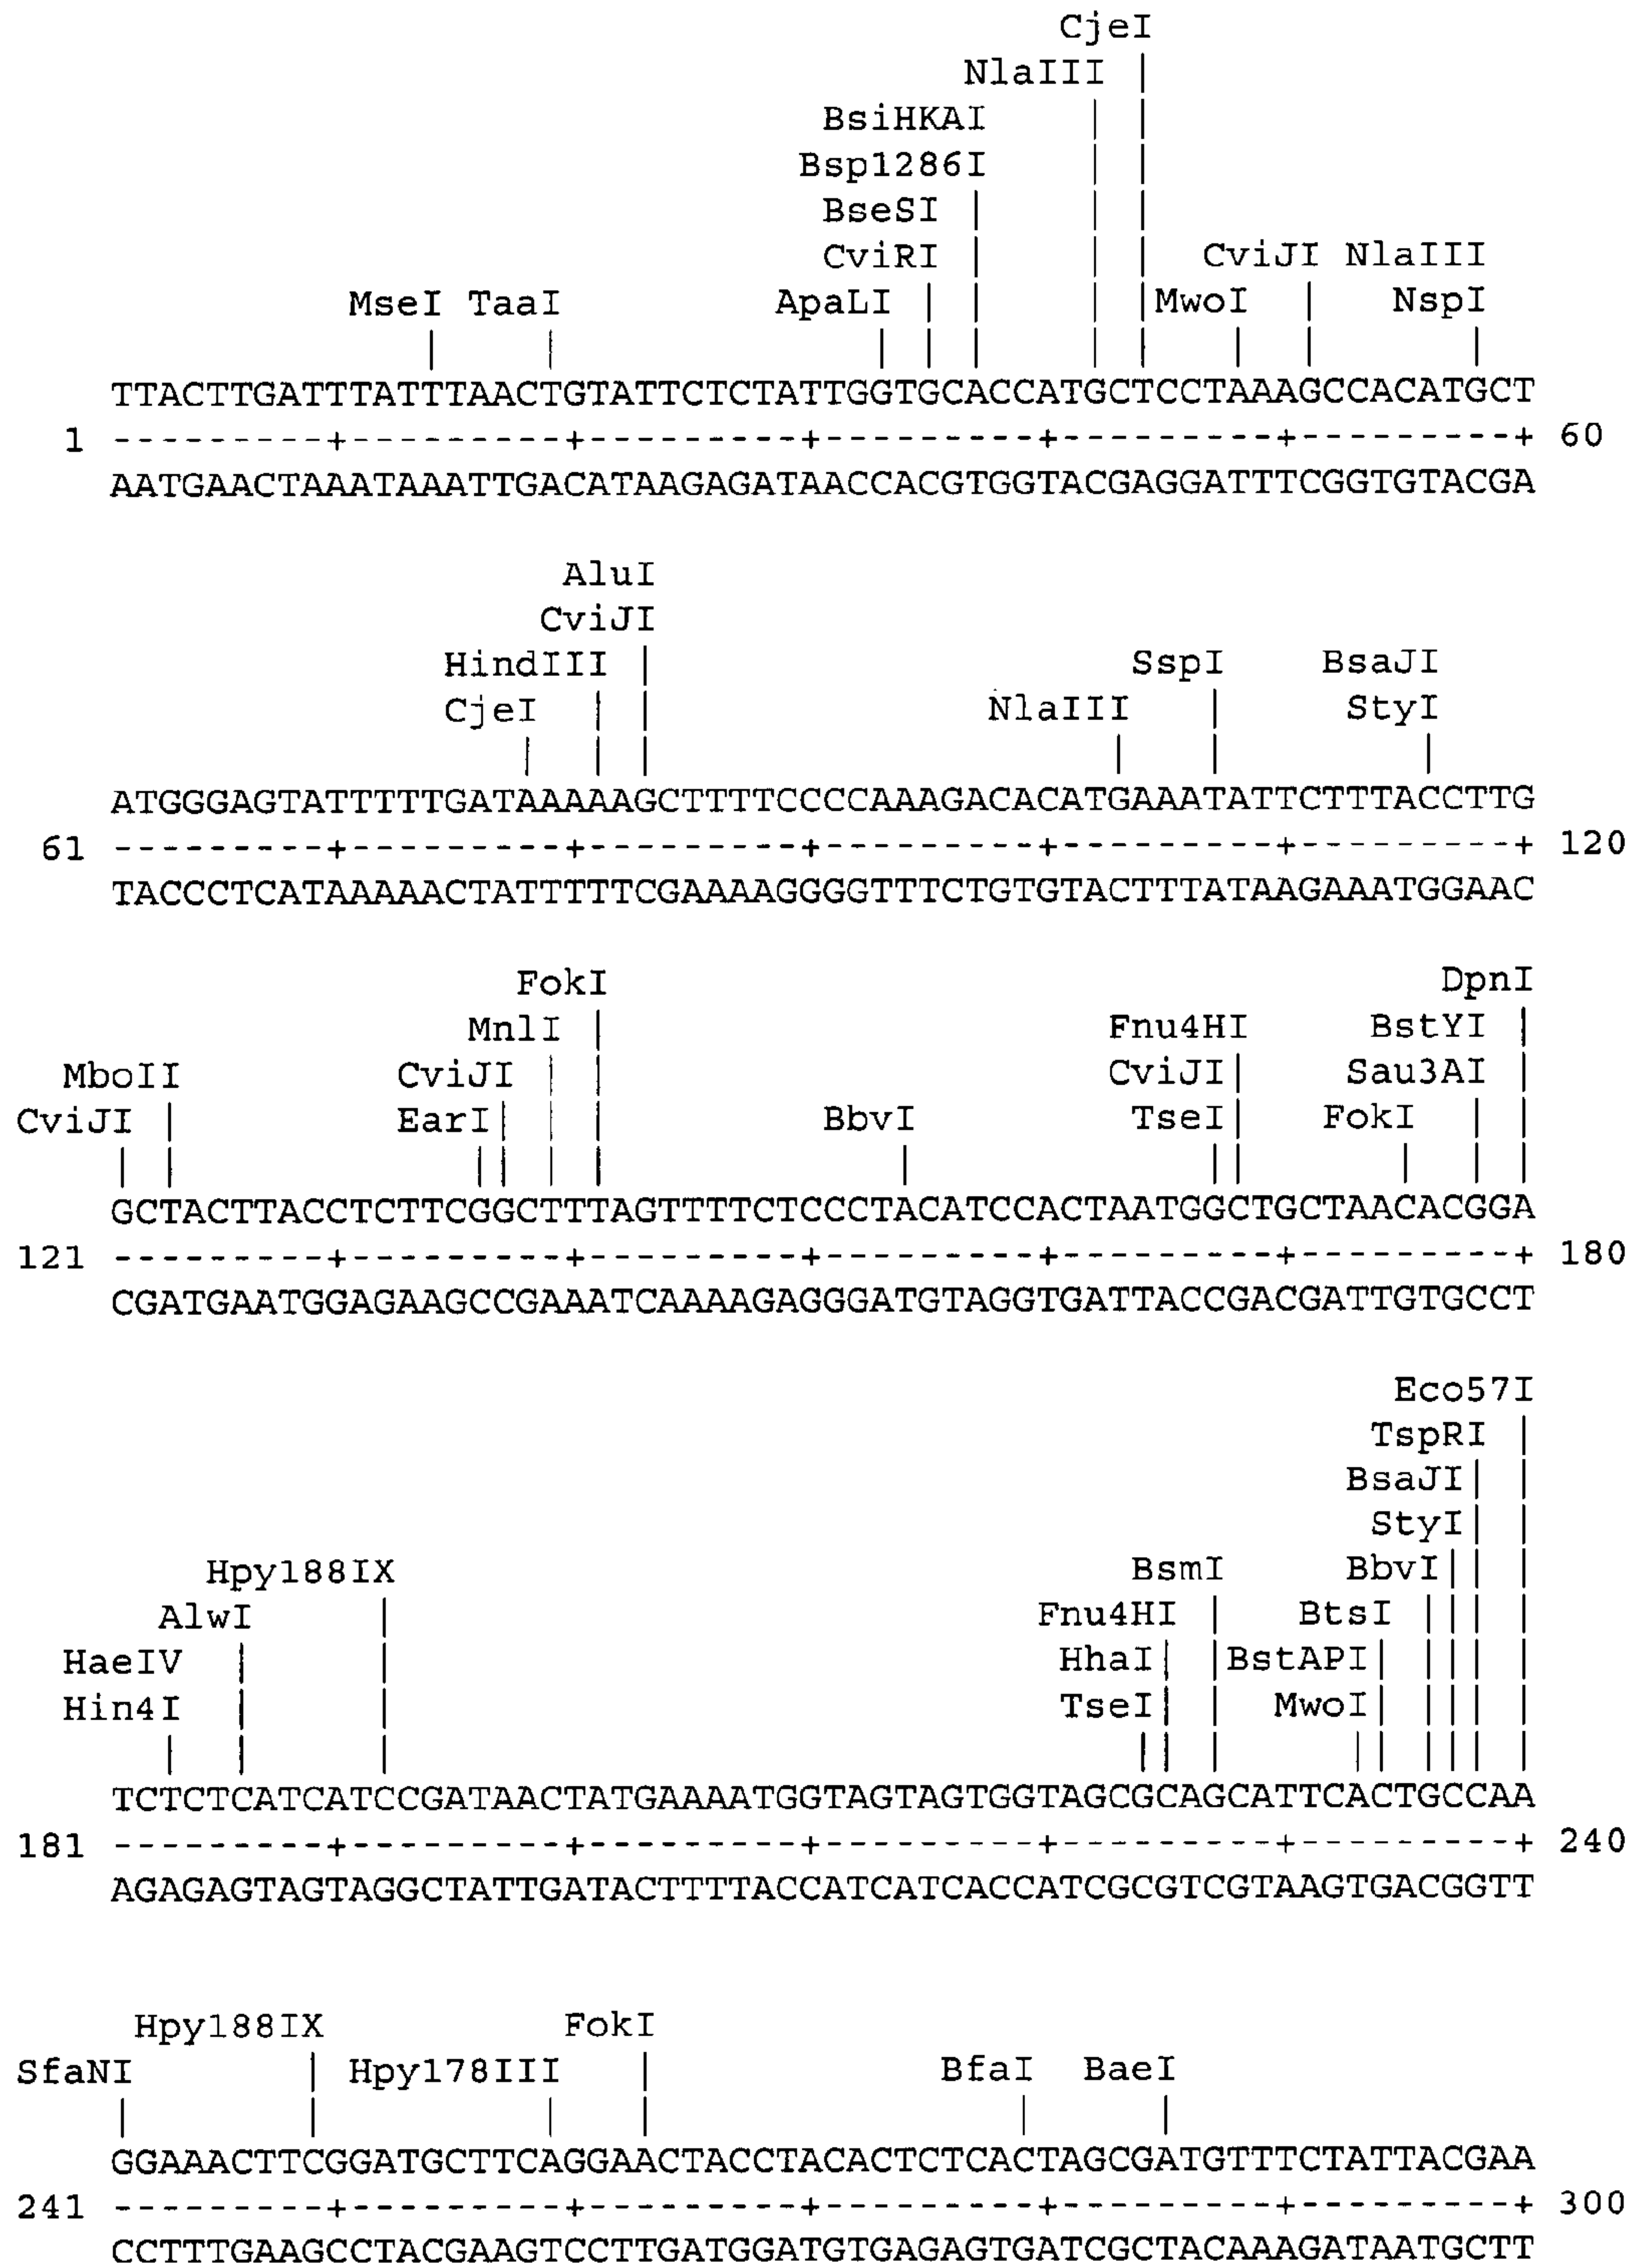 CjeI
NlaIII
BsiHKAI
Bsp1286I
BseSI
CviRI CviJI NlaIII
MseI TaaI ApaLI MwoI NspI
TTACTTGATTTATTTAACTGTATTCTCTATTGGTGCACCATGCTCCTAAAGCCACATGCT
1 ---------+---------+---------+---------+---------+---------+ 60
AATGAACTAAATAAATTGACATAAGAGATAACCACGTGGTACGAGGATTTCGGTGTACGA
AluI
CviJI
HindIII SspI BsaJI
CjeI NlaIII StyI
ATGGGAGTATTTTTGATAAAAAGCTTTTCCCCAAAGACACATGAAATATTCTTTACCTTG
61 ---------+---------+---------+---------+---------+---------+ 120
TACCCTCATAAAAACTATTTTTCGAAAAGGGGTTTCTGTGTACTTTATAAGAAATGGAAC
FokI DpnI
MnlI Fnu4HI BstYI
MboII CviJI CviJI Sau3AI
CviJI EarI BbvI TseI FokI
GCTACTTACCTCTTCGGCTTTAGTTTTCTCCCTACATCCACTAATGGCTGCTAACACGGA
121 ---------+---------+---------+---------+---------+---------+ 180
CGATGAATGGAGAAGCCGAAATCAAAAGAGGGATGTAGGTGATTACCGACGATTGTGCCT
Eco57I
TspRI
BsaJI
StyI
Hpy188IX BsmI BbvI
AlwI Fnu4HI BtsI
HaeIV HhaI BstAPI
Hin4I TseI MwoI
TCTCTCATCATCCGATAACTATGAAAATGGTAGTAGTGGTAGCGCAGCATTCACTGCCAA
181 ---------+---------+---------+---------+---------+---------+ 240
AGAGAGTAGTAGGCTATTGATACTTTTACCATCATCACCATCGCGTCGTAAGTGACGGTT
Hpy188IX FokI
SfaNI Hpy178III BfaI BaeI
GGAAACTTCGGATGCTTCAGGAACTACCTACACTCTCACTAGCGATGTTTCTATTACGAA
241 ---------+---------+---------+---------+---------+---------+ 300
CCTTTGAAGCCTACGAAGTCCTTGATGGATGTGAGAGTGATCGCTACAAAGATAATGCTT